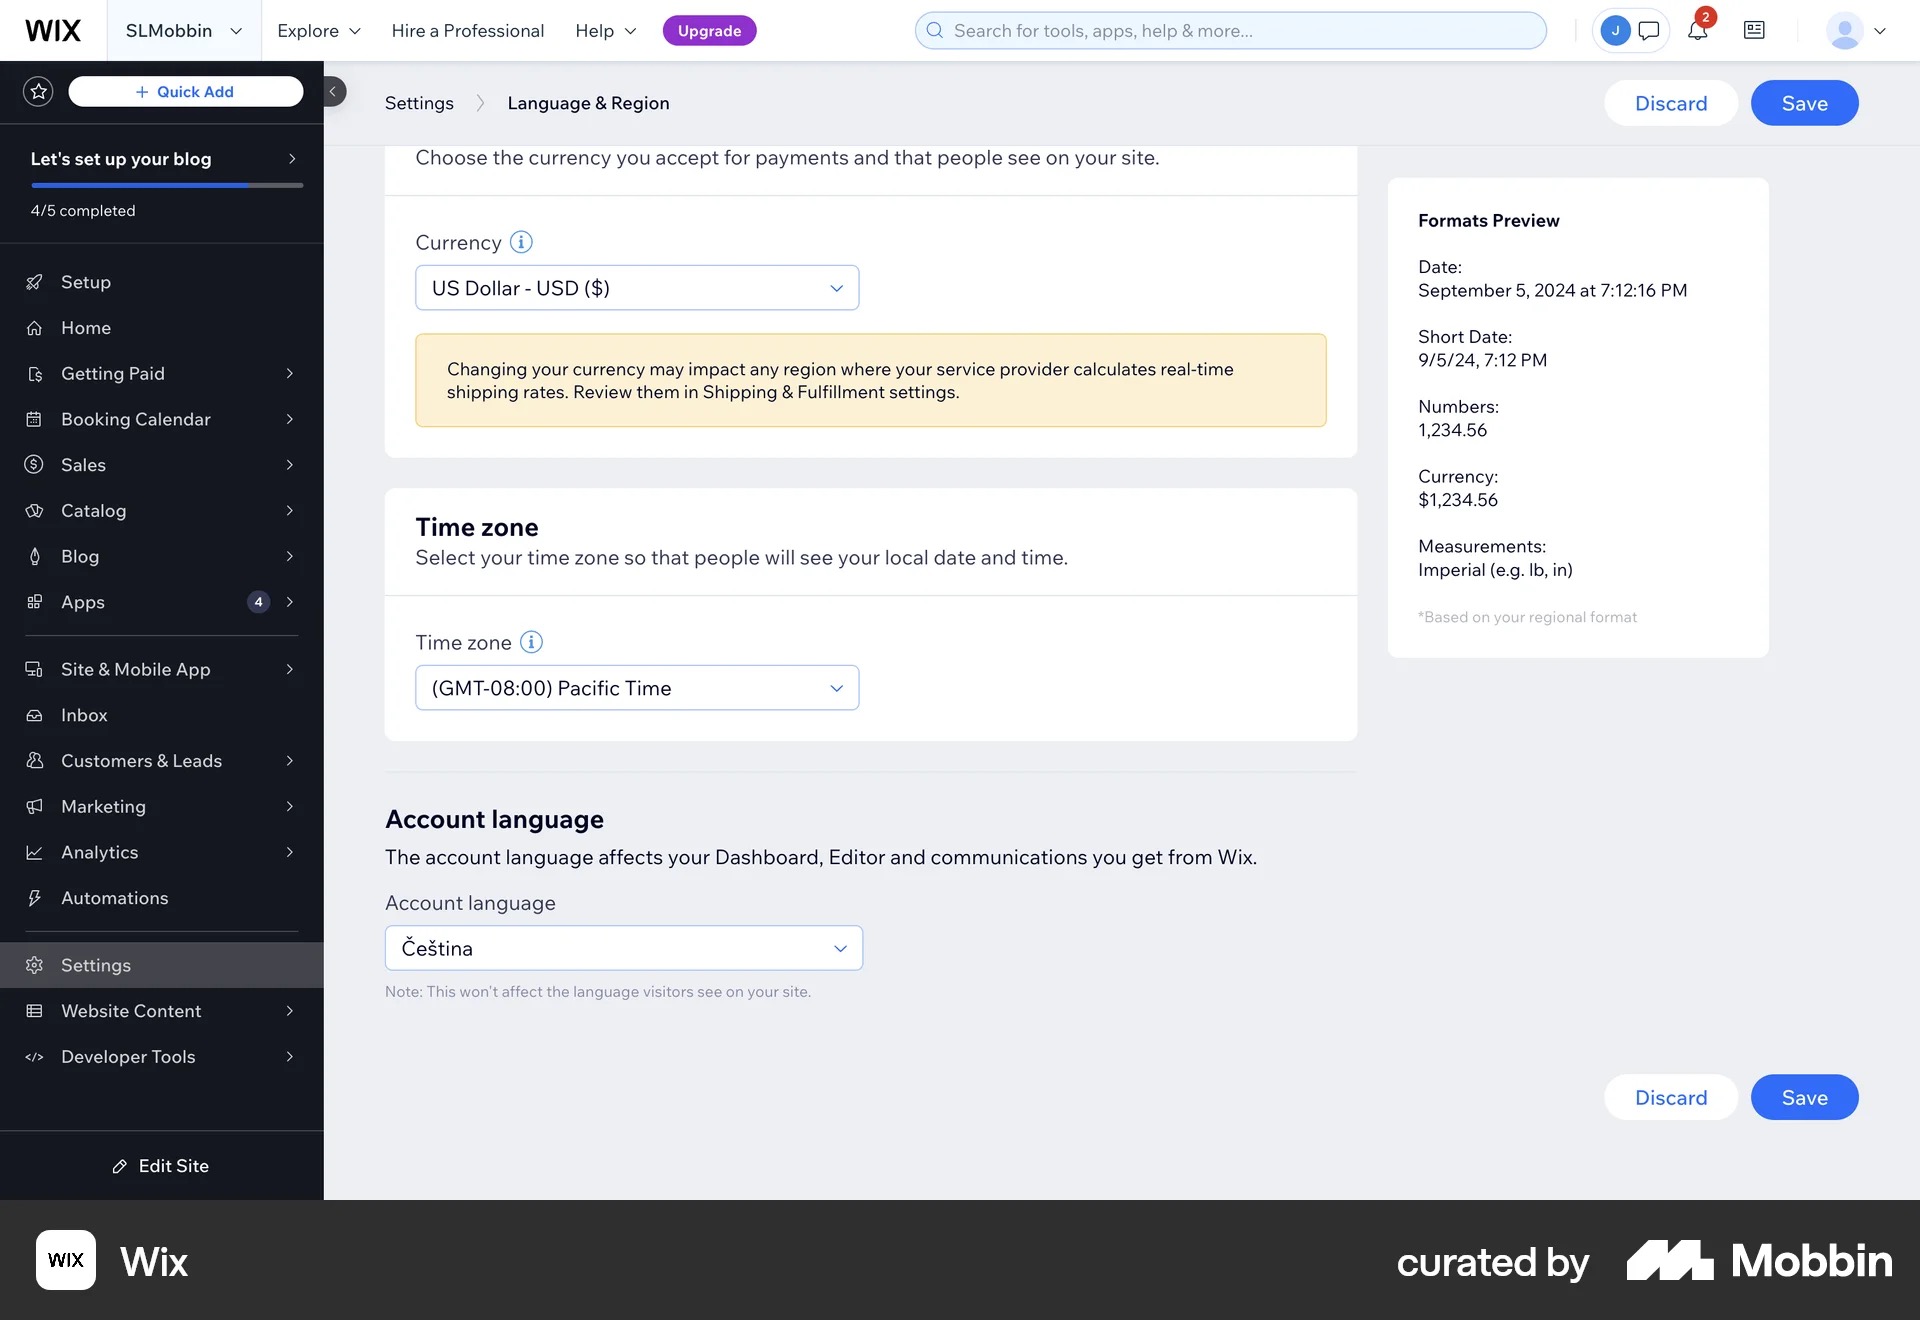 WIX
SLMobbin
Explore
Hire a Professional
Help
Upgrade
Search for tools, apps, help & more...
J
2
+ Quick Add
Let's set up your blog
4/5 completed
Setup
Home
Getting Paid
Booking Calendar
Sales
Catalog
Blog
Apps
4
Site & Mobile App
Inbox
Customers & Leads
Marketing
Analytics
Automations
Settings
Website Content
Developer Tools
Edit Site
Settings
Language & Region
Discard
Save
Choose the currency you accept for payments and that people see on your site.
Currency
US Dollar - USD ($)
Changing your currency may impact any region where your service provider calculates real-time
shipping rates. Review them in Shipping & Fulfillment settings.
Time zone
Select your time zone so that people will see your local date and time.
Time zone
(GMT-08:00) Pacific Time
Account language
The account language affects your Dashboard, Editor and communications you get from Wix.
Account language
Čeština
Note: This won't affect the language visitors see on your site.
Formats Preview
Date:
September 5, 2024 at 7:12:16 PM
Short Date:
9/5/24, 7:12 PM
Numbers:
1,234.56
Currency:
$1,234.56
Measurements:
Imperial (e.g. lb, in)
*Based on your regional format
Discard
Save
WIX
Wix
curated by
Mobbin